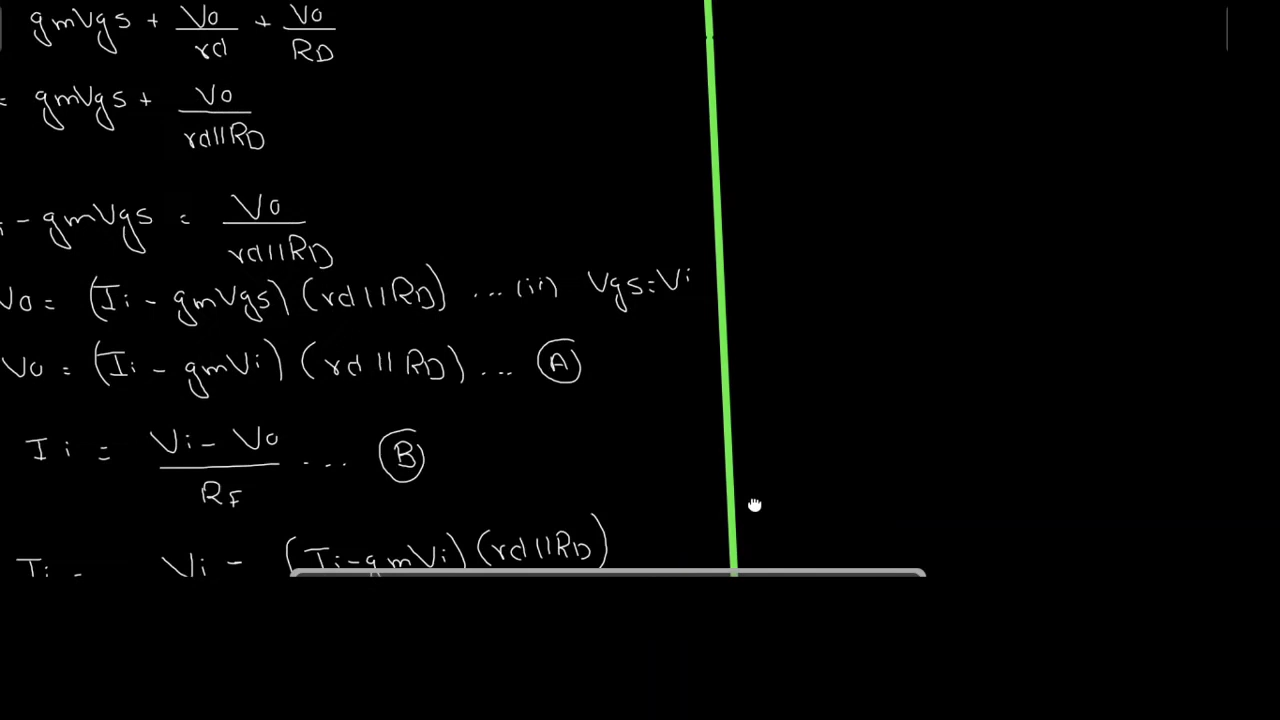 gmVgs + Vo/rd + Vo/RD
= gmVgs + Vo/rd||RD
i - gmVgs = Vo/rd||RD
Vo = (Ii - gmVgs) (rd||RD) ... (ii) Vgs = Vi
Vo = (Ii - gmVi) (rd||RD) ... (A)
Ii = Vi - Vo/RF ... (B)
Ii = Vi - (Ii - gmVi) (rd||RD)